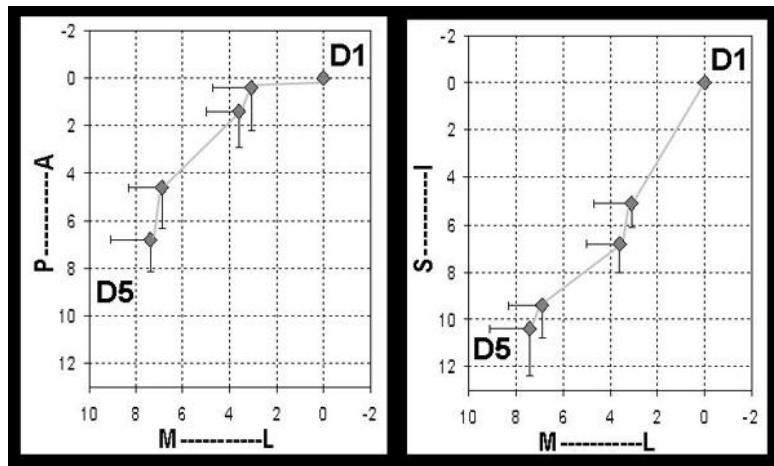 -2
0
2
4
6
8
10
12
P----------A
D1
D5
10 8 6 4 2 0 -2
M-----------L
-2
0
2
4
6
8
10
12
S----------I
D1
D5
10 8 6 4 2 0 -2
M-----------L